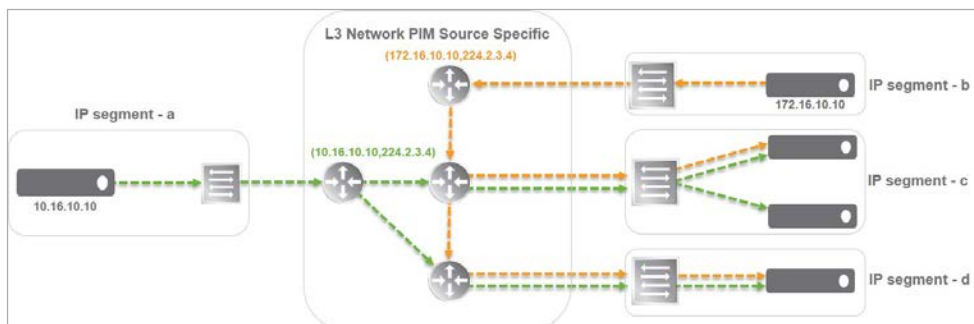 L3 Network PIM Source Specific
(172.16.10.10,224.2.3.4)
IP segment - b
172.16.10.10
IP segment - a
(10.16.10.10,224.2.3.4)
10.16.10.10
IP segment - c
IP segment - d